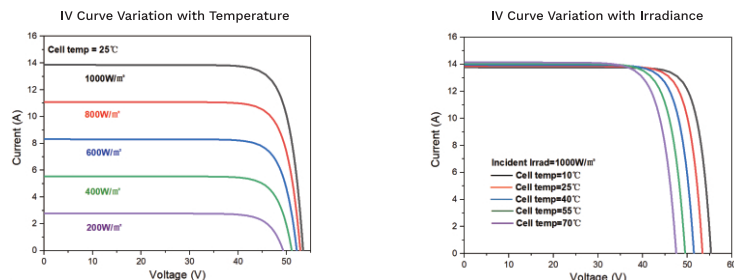 IV Curve Variation with Temperature
Cell temp = 25℃
1000W/㎡
800W/㎡
600W/㎡
400W/㎡
200W/㎡
Current (A)
16
14
12
10
8
6
4
2
0
0 10 20 30 40 50
Voltage (V)
IV Curve Variation with Irradiance
Incident Irrad=1000W/㎡
Cell temp=10℃
Cell temp=25℃
Cell temp=40℃
Cell temp=55℃
Cell temp=70℃
Current (A)
16
14
12
10
8
6
4
2
0
0 10 20 30 40 50 60
Voltage (V)